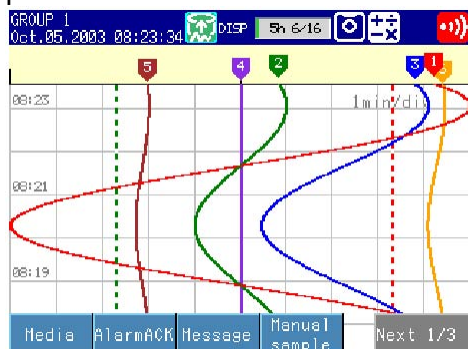 GROUP 1
Oct.05.2003 08:23:34
DISP
5h 6/16
5 4 2 3 1
08:23 1min/di
08:21
08:19
Media AlarmACK Message Manual sample Next 1/3